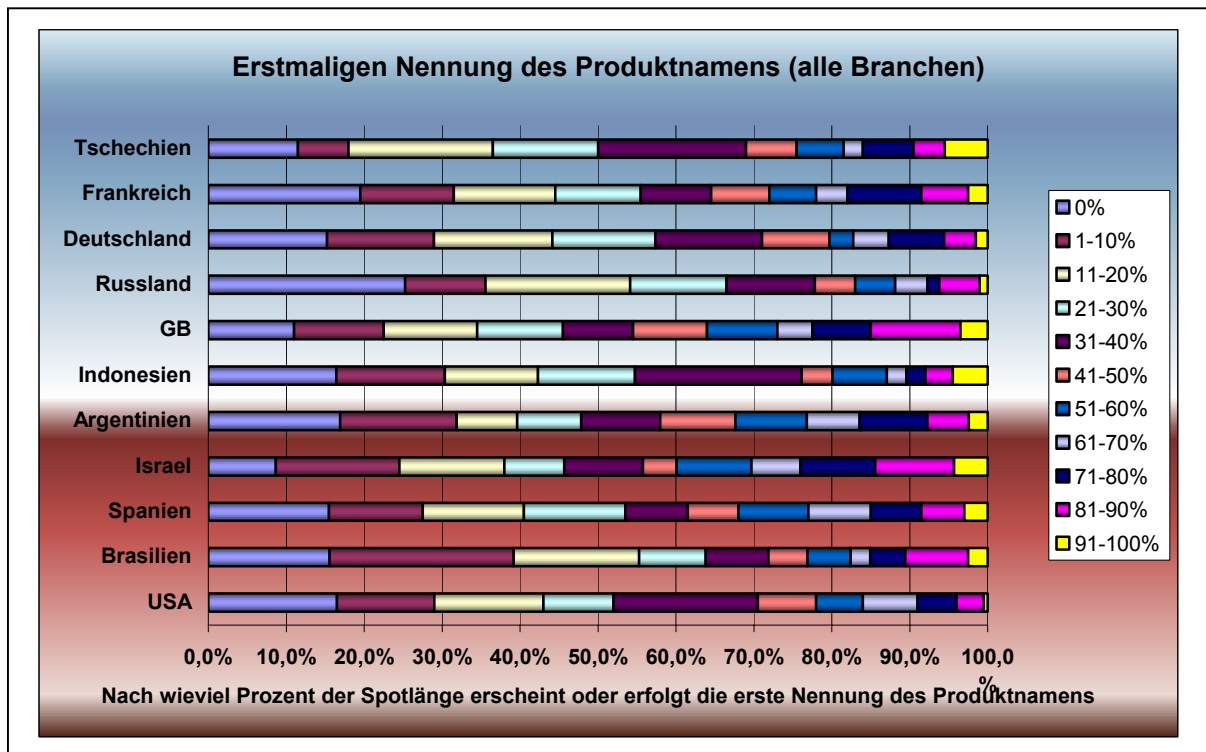 Erstmaligen Nennung des Produktnamens (alle Branchen)
Tschechien
Frankreich
Deutschland
Russland
GB
Indonesien
Argentinien
Israel
Spanien
Brasilien
USA
0,0% 10,0% 20,0% 30,0% 40,0% 50,0% 60,0% 70,0% 80,0% 90,0% 100,0
%
Nach wieviel Prozent der Spotlänge erscheint oder erfolgt die erste Nennung des Produktnamens
0%
1-10%
11-20%
21-30%
31-40%
41-50%
51-60%
61-70%
71-80%
81-90%
91-100%